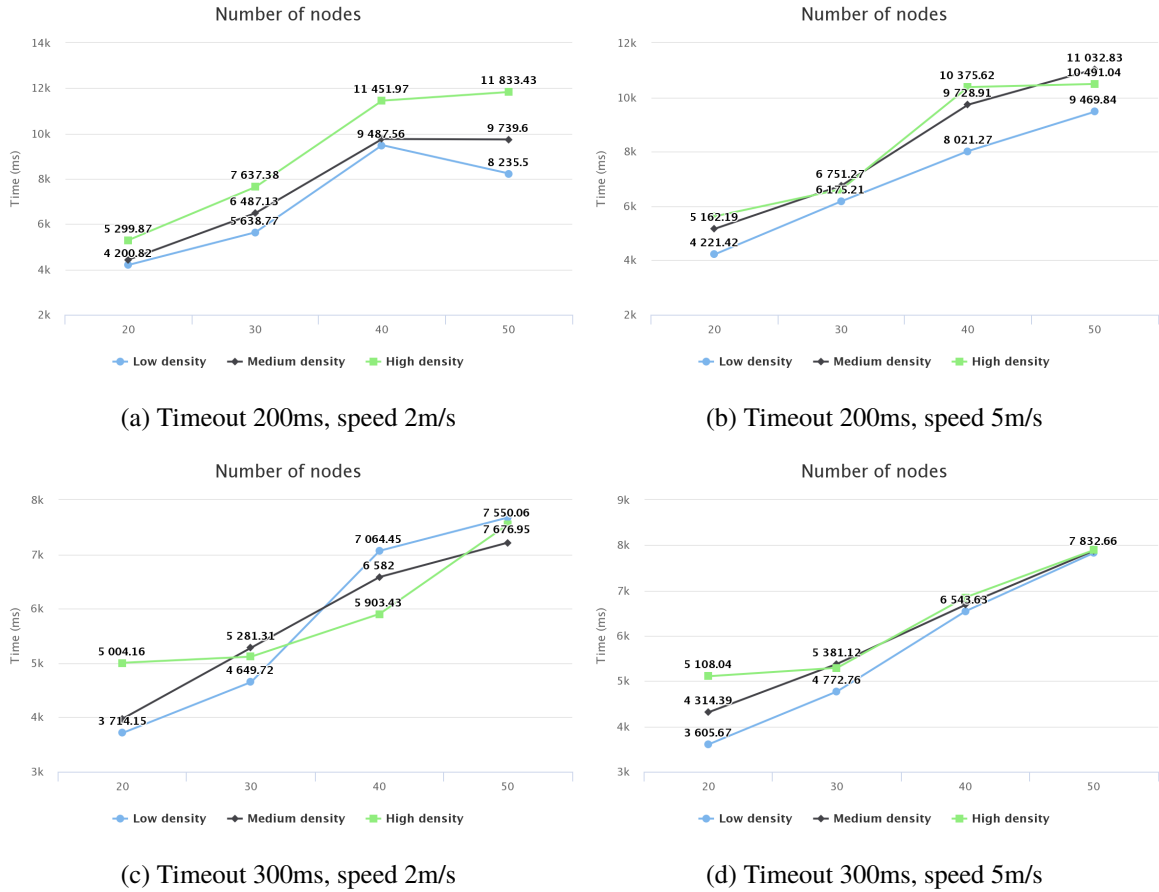 Number of nodes
14k
12k
10k
8k
6k
4k
2k
Time (ms)
11 451.97
11 833.43
9 487.56
9 739.6
8 235.5
7 637.38
6 487.13
5 638.77
5 299.87
4 200.82
20
30
40
50
Low density
Medium density
High density
(a) Timeout 200ms, speed 2m/s
Number of nodes
12k
10k
8k
6k
4k
2k
Time (ms)
11 032.83
10 491.04
10 375.62
9 728.91
9 469.84
8 021.27
6 751.27
6 175.21
5 162.19
4 221.42
20
30
40
50
Low density
Medium density
High density
(b) Timeout 200ms, speed 5m/s
Number of nodes
8k
7k
6k
5k
4k
3k
Time (ms)
7 550.06
7 676.95
7 064.45
6 582
5 903.43
5 281.31
5 004.16
4 649.72
3 714.15
20
30
40
50
Low density
Medium density
High density
(c) Timeout 300ms, speed 2m/s
Number of nodes
9k
8k
7k
6k
5k
4k
3k
Time (ms)
7 832.66
6 543.63
5 381.12
5 108.04
4 772.76
4 314.39
3 605.67
20
30
40
50
Low density
Medium density
High density
(d) Timeout 300ms, speed 5m/s